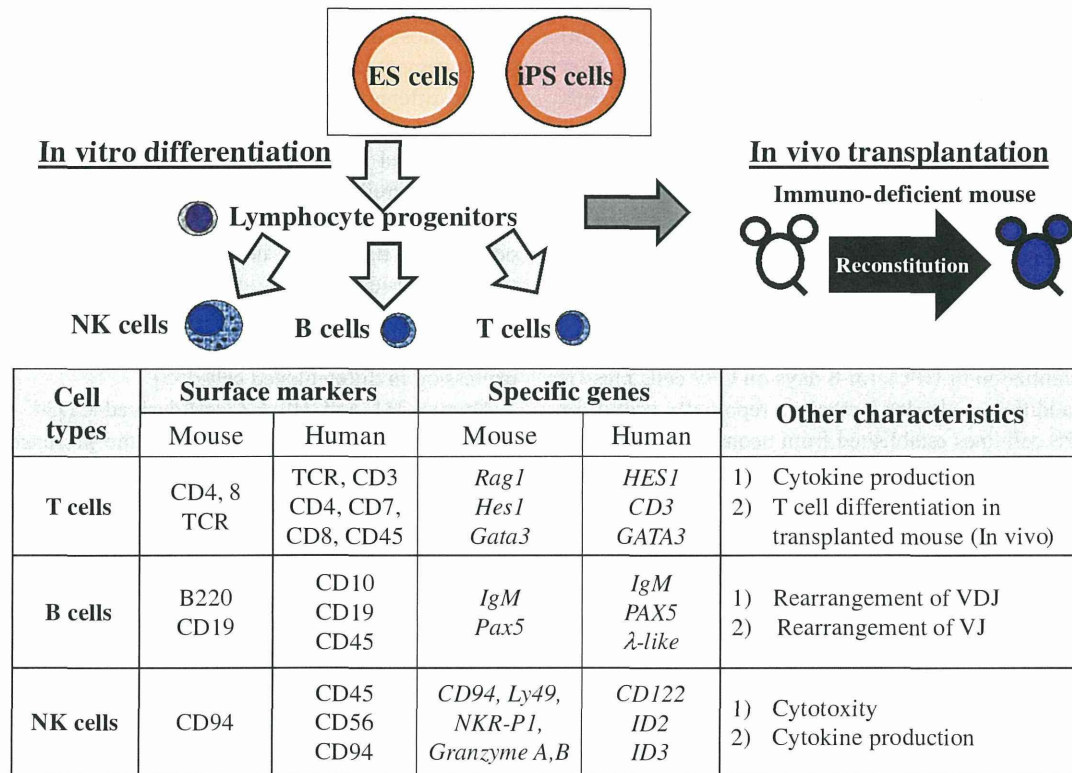 ES cells
iPS cells
In vitro differentiation
In vivo transplantation
Lymphocyte progenitors
Immuno-deficient mouse
Reconstitution
NK cells
B cells
T cells
Cell types
Surface markers
Specific genes
Other characteristics
Mouse
Human
Mouse
Human
T cells
CD4, 8
TCR
TCR, CD3
CD4, CD7,
CD8, CD45
Rag1
Hes1
Gata3
HES1
CD3
GATA3
1) Cytokine production
2) T cell differentiation in
transplanted mouse (In vivo)
B cells
B220
CD19
CD10
CD19
CD45
IgM
Pax5
IgM
PAX5
λ-like
1) Rearrangement of VDJ
2) Rearrangement of VJ
NK cells
CD94
CD45
CD56
CD94
CD94, Ly49,
NKR-P1,
Granzyme A,B
CD122
ID2
ID3
1) Cytotoxity
2) Cytokine production